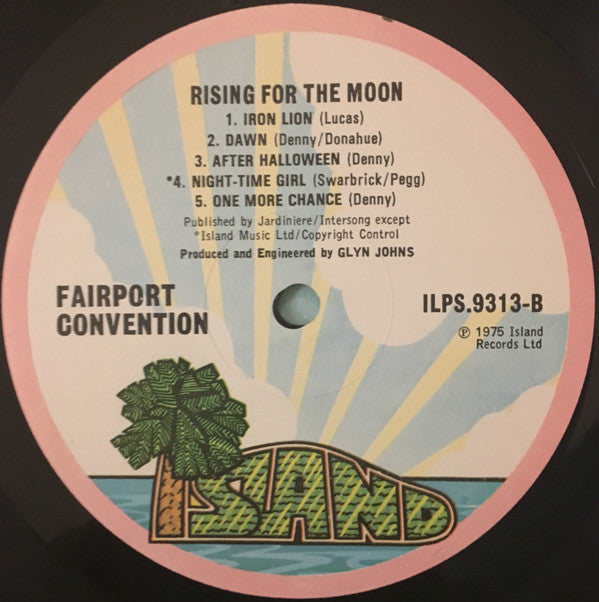 RISING FOR THE MOON
1. IRON LION (Lucas)
2. DAWN (Denny/Donahue)
3. AFTER HALLOWEEN (Denny)
*4. NIGHT-TIME GIRL (Swarbrick/Pegg)
5. ONE MORE CHANCE (Denny)
Published by Jardiniere/Intersong except
*Island Music Ltd/Copyright Control
Produced and Engineered by GLYN JOHNS
FAIRPORT
CONVENTION
ILPS.9313-B
℗ 1975 Island
Records Ltd
ISLAND